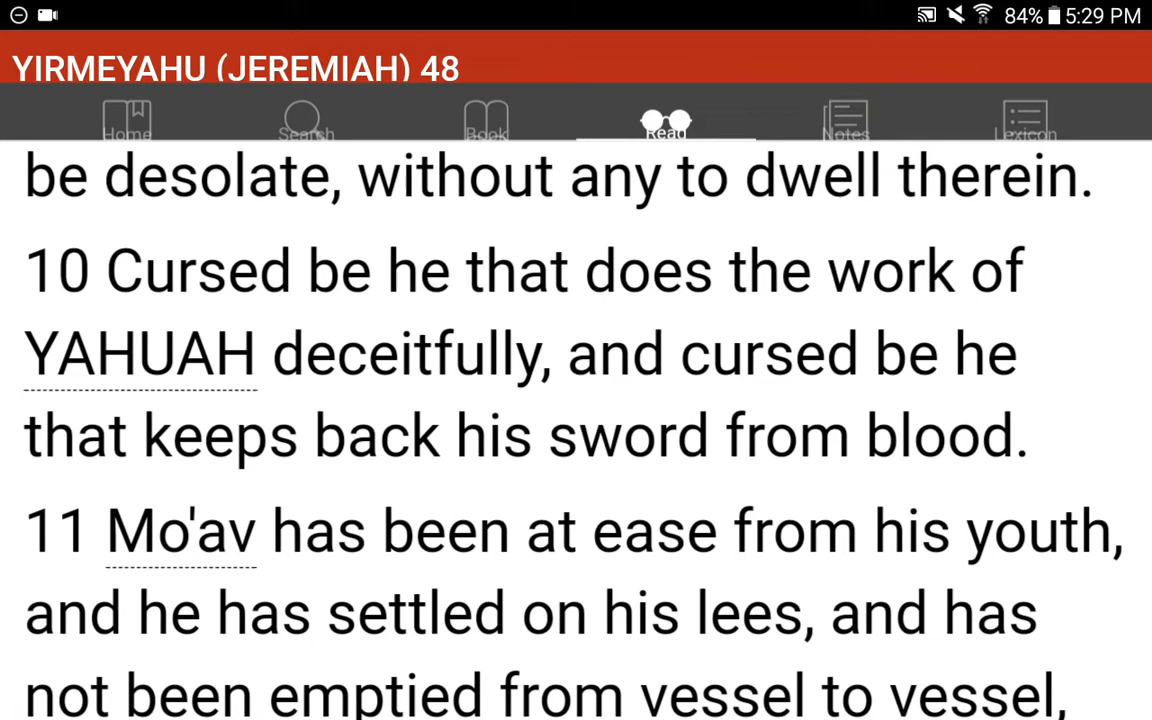 84% 5:29 PM
YIRMEYAHU (JEREMIAH) 48
Home Search Book Read Notes Lexicon
be desolate, without any to dwell therein.
10 Cursed be he that does the work of
YAHUAH deceitfully, and cursed be he
that keeps back his sword from blood.
11 Mo'av has been at ease from his youth,
and he has settled on his lees, and has
not been emptied from vessel to vessel,